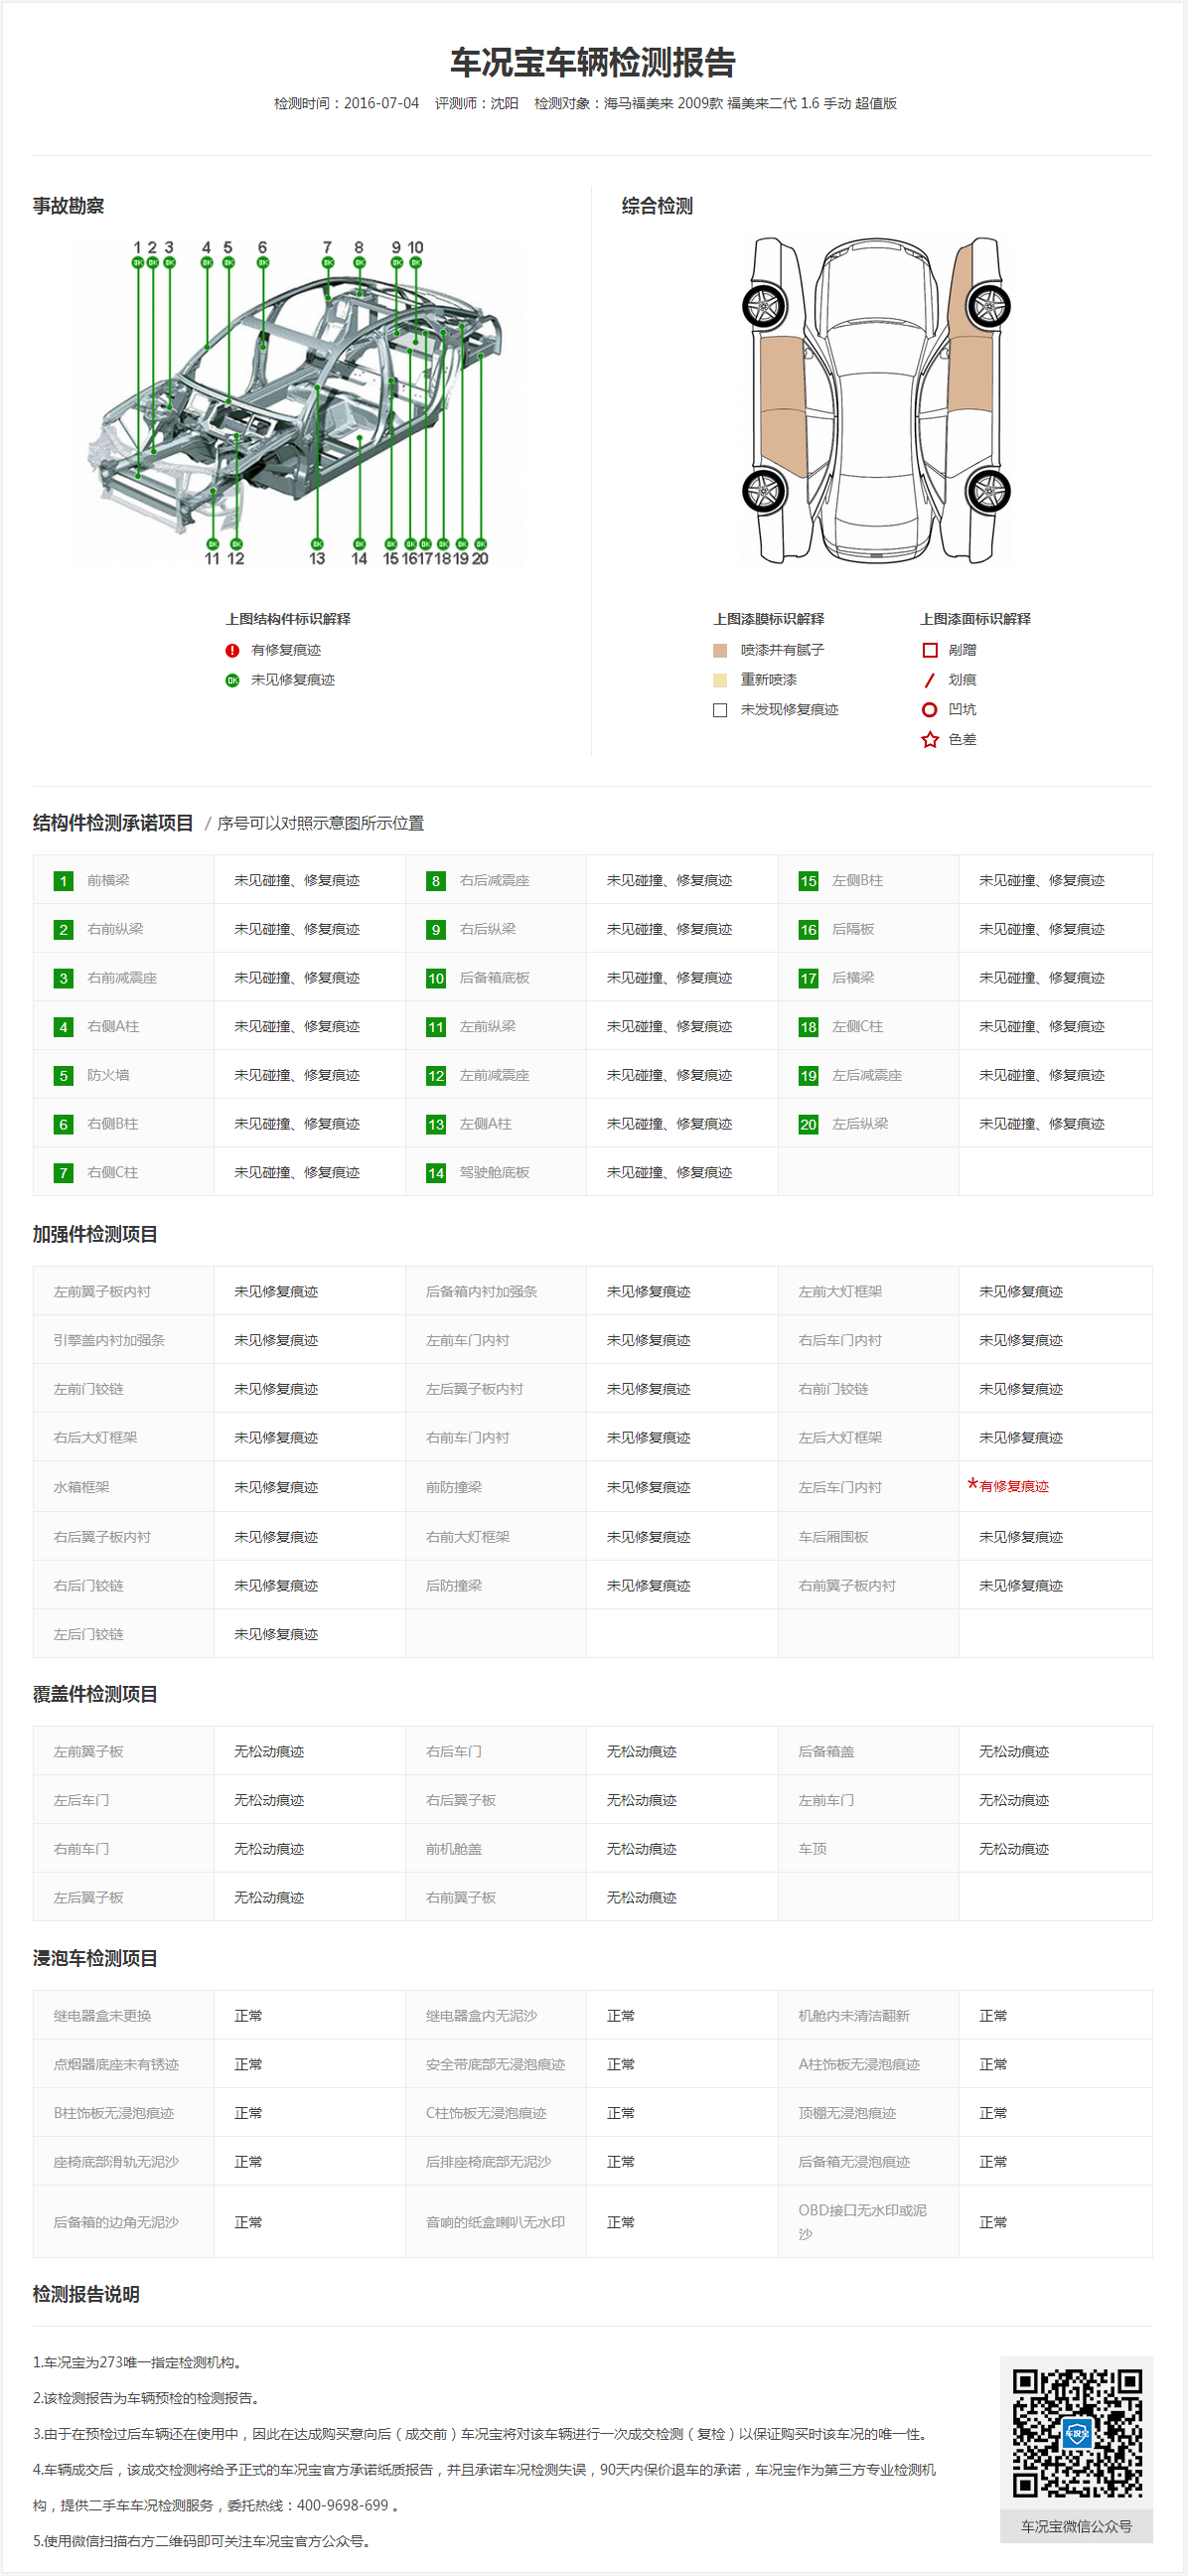 车况宝车辆检测报告
检测时间：2016-07-04 评测师：沈阳 检测对象：海马福美来 2009款 福美来二代 1.6 手动 超值版
事故勘察
综合检测
1 2 3 4 5 6 7 8 9 10
OK OK OK OK OK OK OK OK OK OK
OK OK OK OK OK OK OK OK OK OK
11 12 13 14 15 16 17 18 19 20
上图结构件标识解释
! 有修复痕迹
OK 未见修复痕迹
上图漆膜标识解释
喷漆并有腻子
重新喷漆
未发现修复痕迹
上图漆面标识解释
剐蹭
划痕
凹坑
色差
结构件检测承诺项目 / 序号可以对照示意图所示位置
1 前横梁 未见碰撞、修复痕迹 8 右后减震座 未见碰撞、修复痕迹 15 左侧B柱 未见碰撞、修复痕迹
2 右前纵梁 未见碰撞、修复痕迹 9 右后纵梁 未见碰撞、修复痕迹 16 后隔板 未见碰撞、修复痕迹
3 右前减震座 未见碰撞、修复痕迹 10 后备箱底板 未见碰撞、修复痕迹 17 后横梁 未见碰撞、修复痕迹
4 右侧A柱 未见碰撞、修复痕迹 11 左前纵梁 未见碰撞、修复痕迹 18 左侧C柱 未见碰撞、修复痕迹
5 防火墙 未见碰撞、修复痕迹 12 左前减震座 未见碰撞、修复痕迹 19 左后减震座 未见碰撞、修复痕迹
6 右侧B柱 未见碰撞、修复痕迹 13 左侧A柱 未见碰撞、修复痕迹 20 左后纵梁 未见碰撞、修复痕迹
7 右侧C柱 未见碰撞、修复痕迹 14 驾驶舱底板 未见碰撞、修复痕迹
加强件检测项目
左前翼子板内衬 未见修复痕迹 后备箱内衬加强条 未见修复痕迹 左前大灯框架 未见修复痕迹
引擎盖内衬加强条 未见修复痕迹 左前车门内衬 未见修复痕迹 右后车门内衬 未见修复痕迹
左前门铰链 未见修复痕迹 左后翼子板内衬 未见修复痕迹 右前门铰链 未见修复痕迹
右后大灯框架 未见修复痕迹 右前车门内衬 未见修复痕迹 左后大灯框架 未见修复痕迹
水箱框架 未见修复痕迹 前防撞梁 未见修复痕迹 左后车门内衬 *有修复痕迹
右后翼子板内衬 未见修复痕迹 右前大灯框架 未见修复痕迹 车后厢围板 未见修复痕迹
右后门铰链 未见修复痕迹 后防撞梁 未见修复痕迹 右前翼子板内衬 未见修复痕迹
左后门铰链 未见修复痕迹
覆盖件检测项目
左前翼子板 无松动痕迹 右后车门 无松动痕迹 后备箱盖 无松动痕迹
左后车门 无松动痕迹 右后翼子板 无松动痕迹 左前车门 无松动痕迹
右前车门 无松动痕迹 前机舱盖 无松动痕迹 车顶 无松动痕迹
左后翼子板 无松动痕迹 右前翼子板 无松动痕迹
浸泡车检测项目
继电器盒未更换 正常 继电器盒内无泥沙 正常 机舱内未清洁翻新 正常
点烟器底座未有锈迹 正常 安全带底部无浸泡痕迹 正常 A柱饰板无浸泡痕迹 正常
B柱饰板无浸泡痕迹 正常 C柱饰板无浸泡痕迹 正常 顶棚无浸泡痕迹 正常
座椅底部滑轨无泥沙 正常 后排座椅底部无泥沙 正常 后备箱无浸泡痕迹 正常
后备箱的边角无泥沙 正常 音响的纸盒喇叭无水印 正常 OBD接口无水印或泥
沙 正常
检测报告说明
1.车况宝为273唯一指定检测机构。
2.该检测报告为车辆预检的检测报告。
3.由于在预检过后车辆还在使用中，因此在达成购买意向后（成交前）车况宝将对该车辆进行一次成交检测（复检）以保证购买时该车况的唯一性。
4.车辆成交后，该成交检测将给予正式的车况宝官方承诺纸质报告，并且承诺车况检测失误，90天内保价退车的承诺，车况宝作为第三方专业检测机
构，提供二手车车况检测服务，委托热线：400-9698-699 。
5.使用微信扫描右方二维码即可关注车况宝官方公众号。
车况宝
车况宝微信公众号